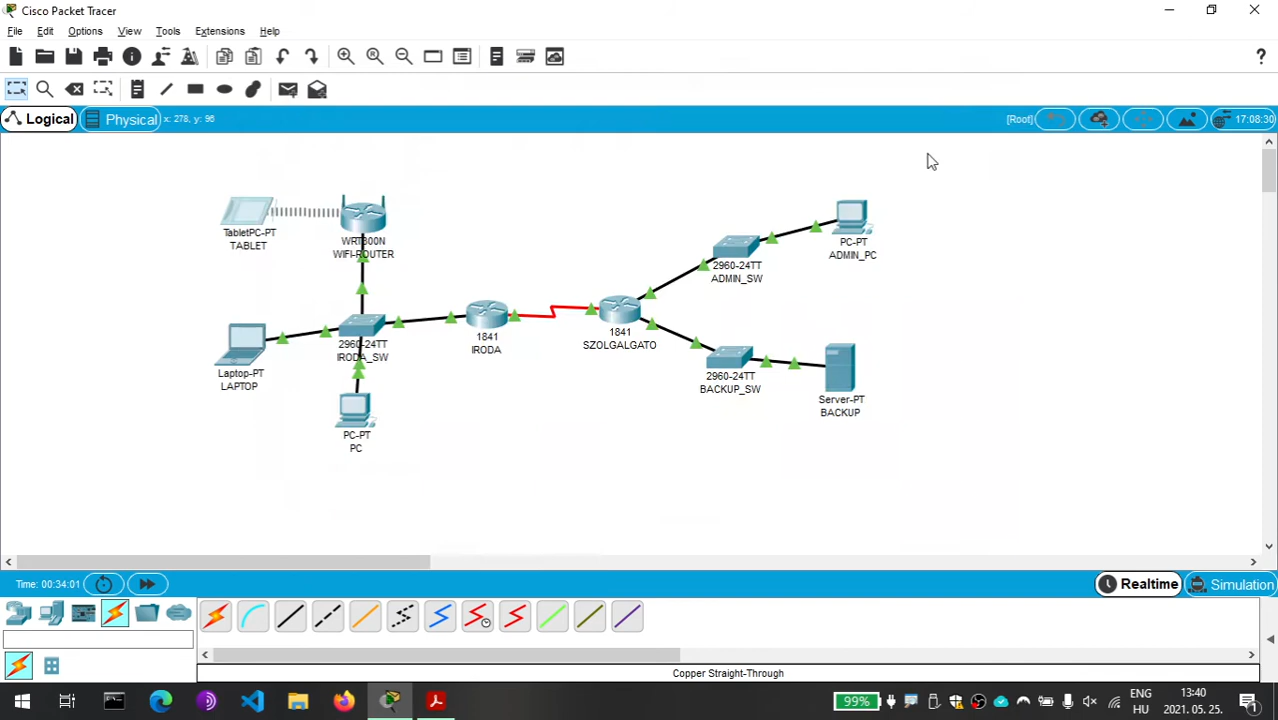 Cisco Packet Tracer
File Edit Options View Tools Extensions Help
?
Logical Physical x: 278, y: 96 [Root] 17:08:30
TabletPC-PT
TABLET
WRT300N
WIFI-ROUTER
PC-PT
ADMIN_PC
2960-24TT
ADMIN_SW
1841
IRODA
1841
SZOLGALGATO
2960-24TT
IRODA_SW
Laptop-PT
LAPTOP
2960-24TT
BACKUP_SW
Server-PT
BACKUP
PC-PT
PC
Time: 00:34:01 Realtime Simulation
Copper Straight-Through
99% ENG 13:40
HU 2021. 05. 25. 1